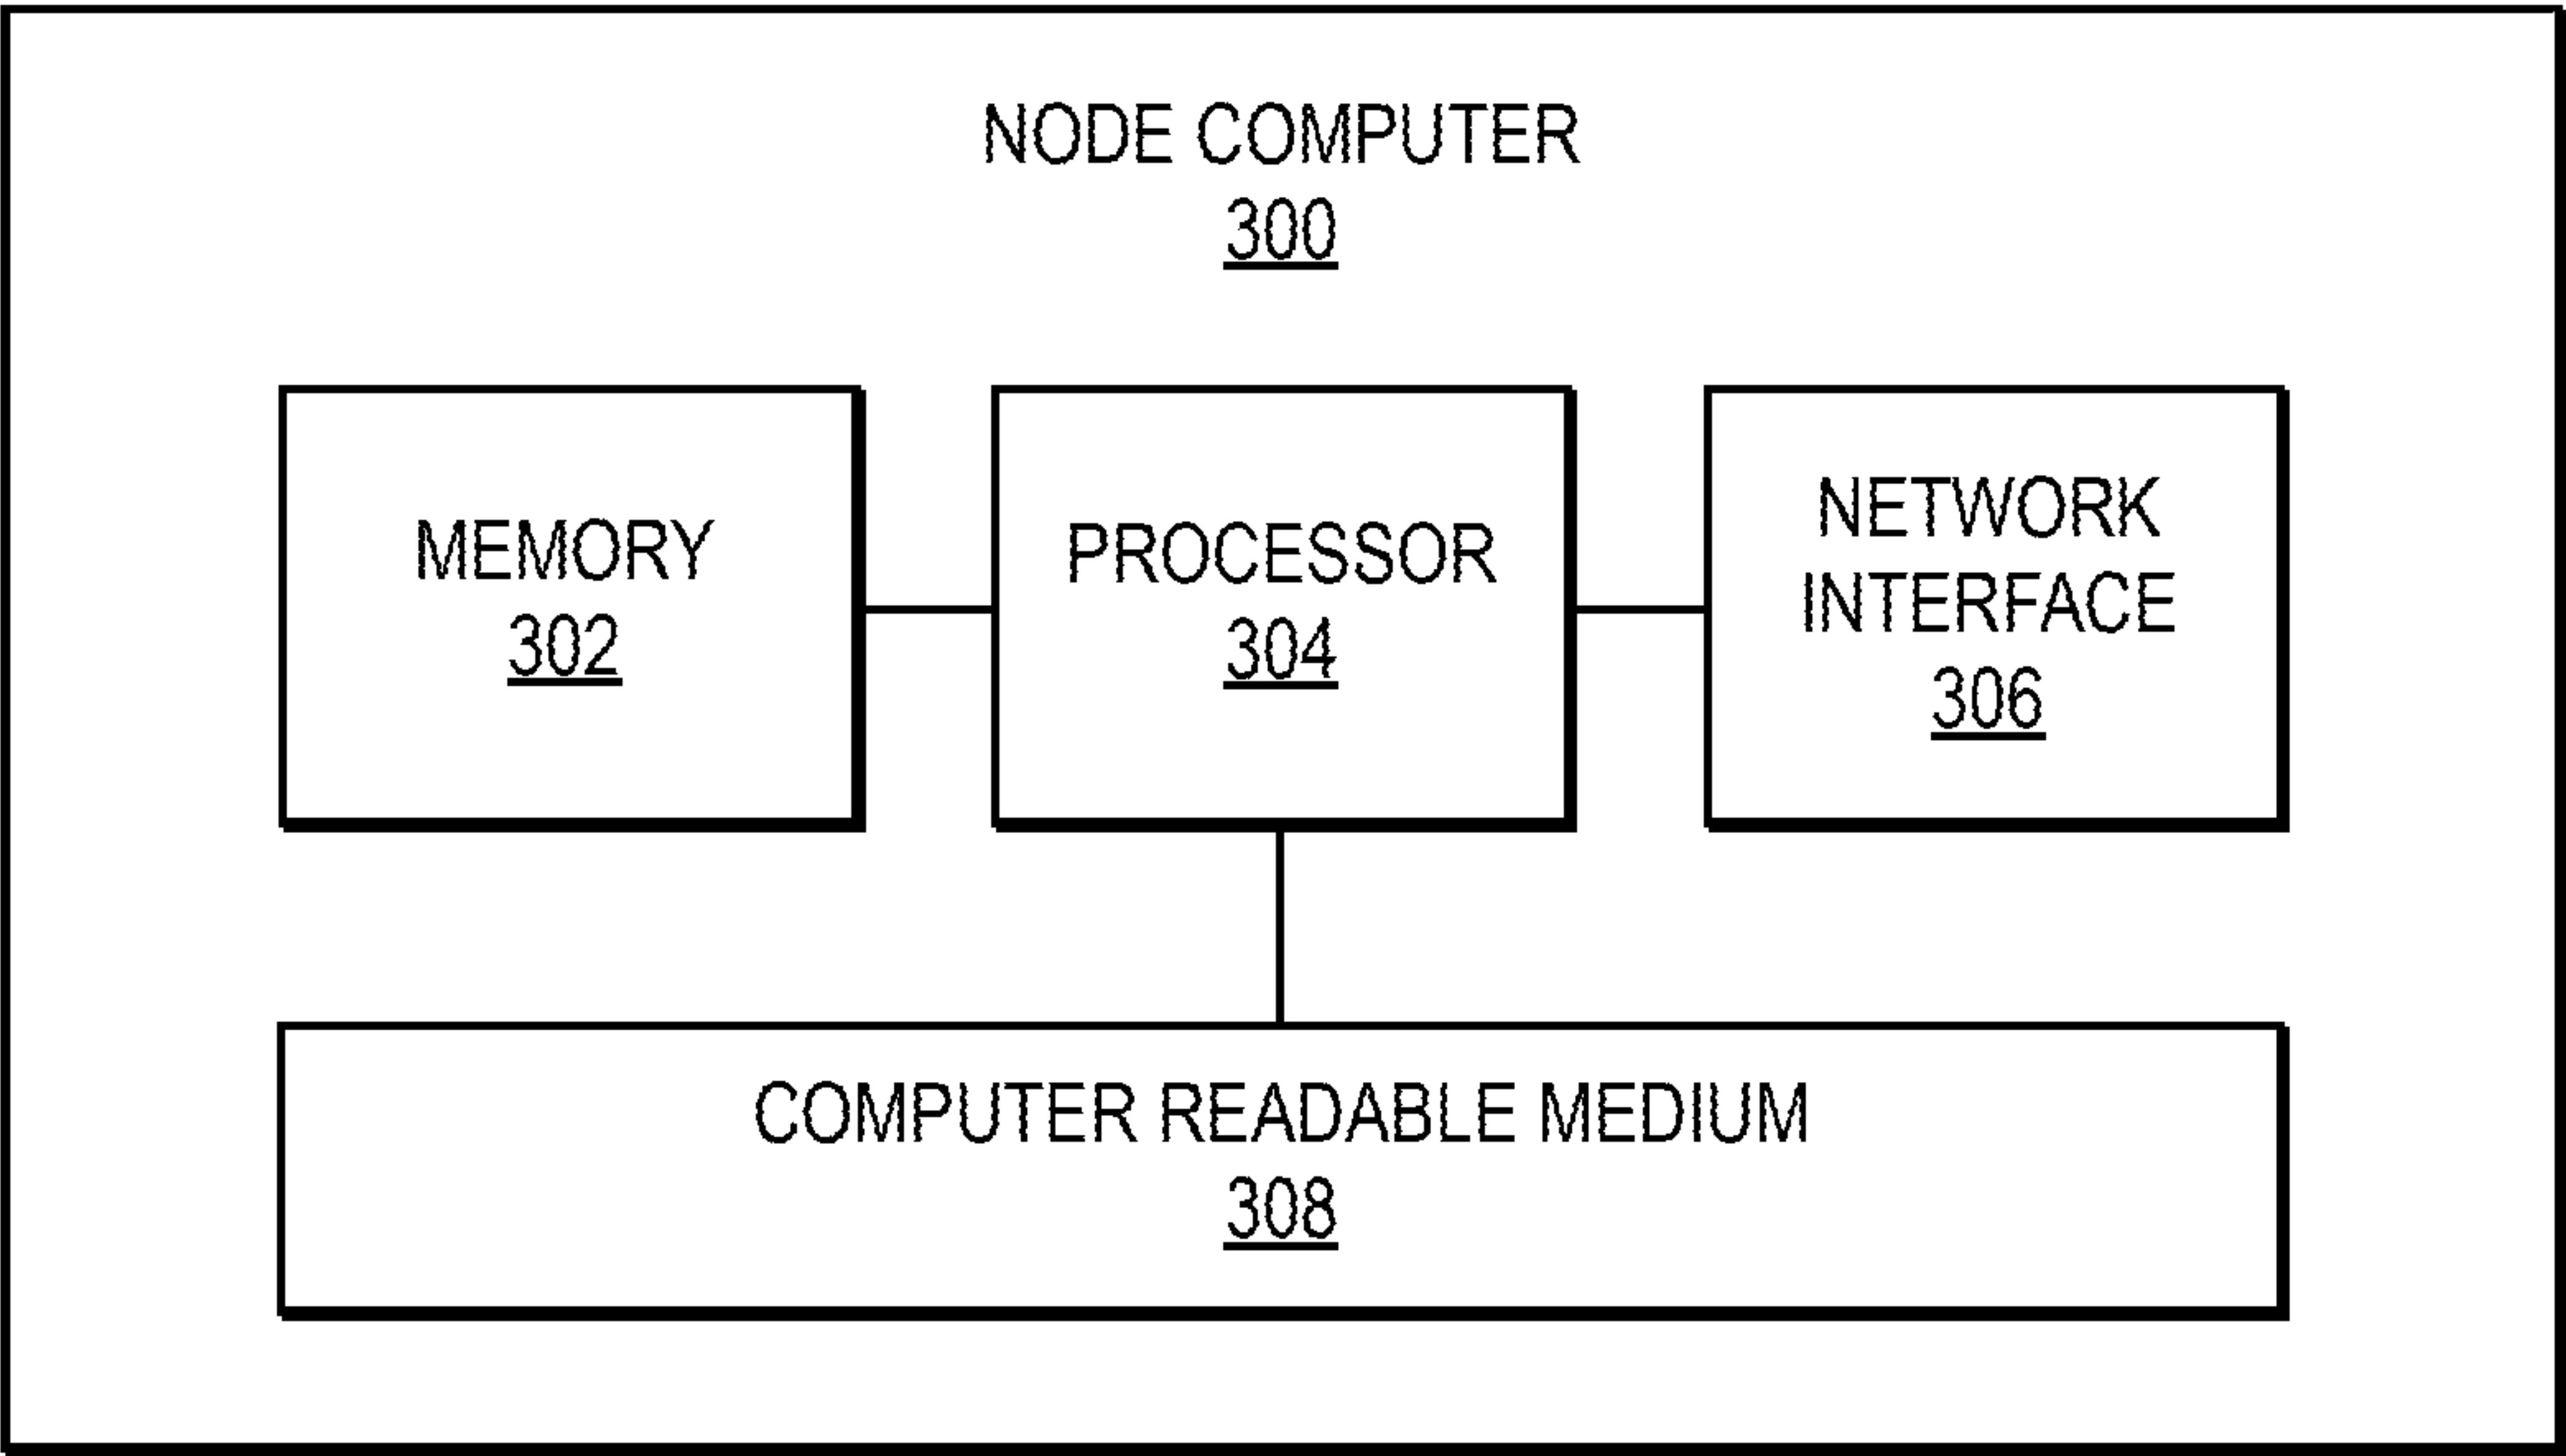 NODE COMPUTER
300
MEMORY
302
PROCESSOR
304
NETWORK
INTERFACE
306
COMPUTER READABLE MEDIUM
308